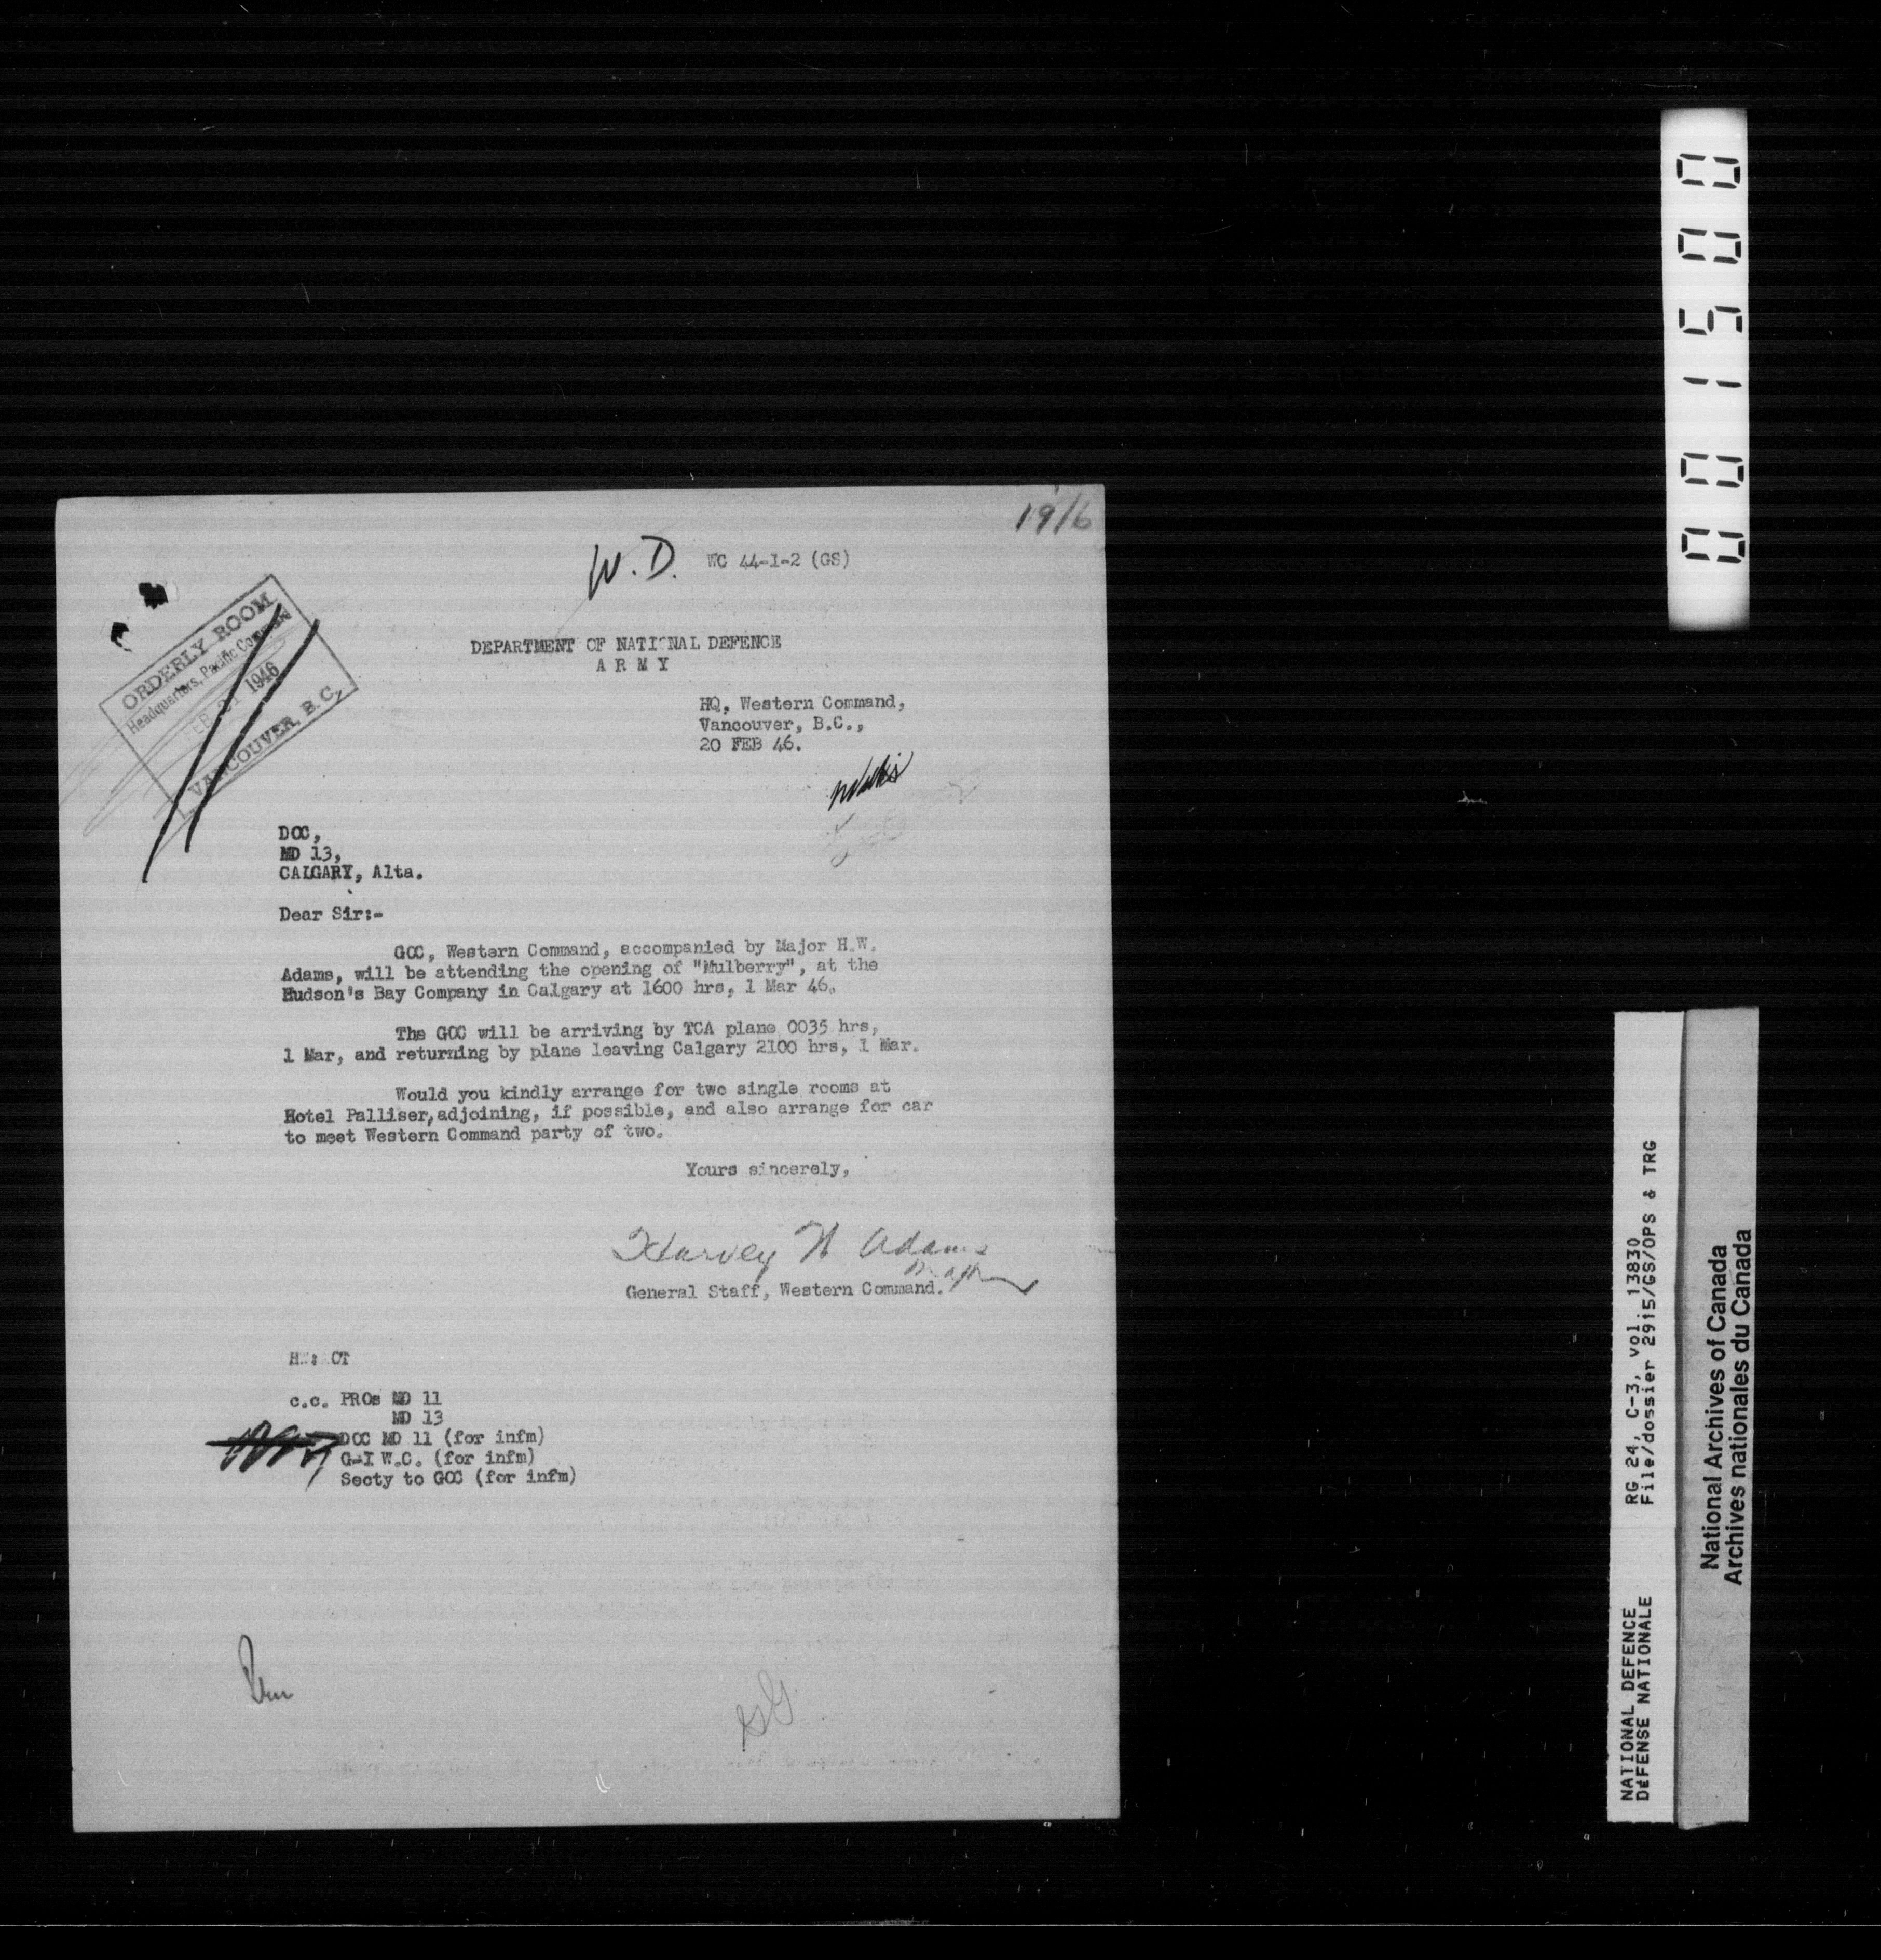 19/6
W.D. WC 44-1-2 (GS)
ORDERLY ROOM
Headquarters, Pacific Command
FEB 21 1946
VANCOUVER, B.C.
DEPARTMENT OF NATIONAL DEFENCE
A R M Y
HQ, Western Command,
Vancouver, B.C.,
20 FEB 46.
DOC,
MD 13,
CALGARY, Alta.
Dear Sir:-
GOC, Western Command, accompanied by Major H.W.
Adams, will be attending the opening of "Mulberry", at the
Hudson's Bay Company in Calgary at 1600 hrs, 1 Mar 46.
The GOC will be arriving by TCA plane 0035 hrs,
1 Mar, and returning by plane leaving Calgary 2100 hrs, 1 Mar.
Would you kindly arrange for two single rooms at
Hotel Palliser, adjoining, if possible, and also arrange for car
to meet Western Command party of two.
Yours sincerely,
Harvey W Adams
Major
General Staff, Western Command.
c.c. PROs MD 11
MD 13
DOC MD 11 (for infm)
G-I W.C. (for infm)
Secty to GOC (for infm)
001500
NATIONAL DEFENCE RG 24, C-3, vol. 13830
DÉFENSE NATIONALE File/dossier 2915/GS/OPS & TRG
National Archives of Canada
Archives nationales du Canada